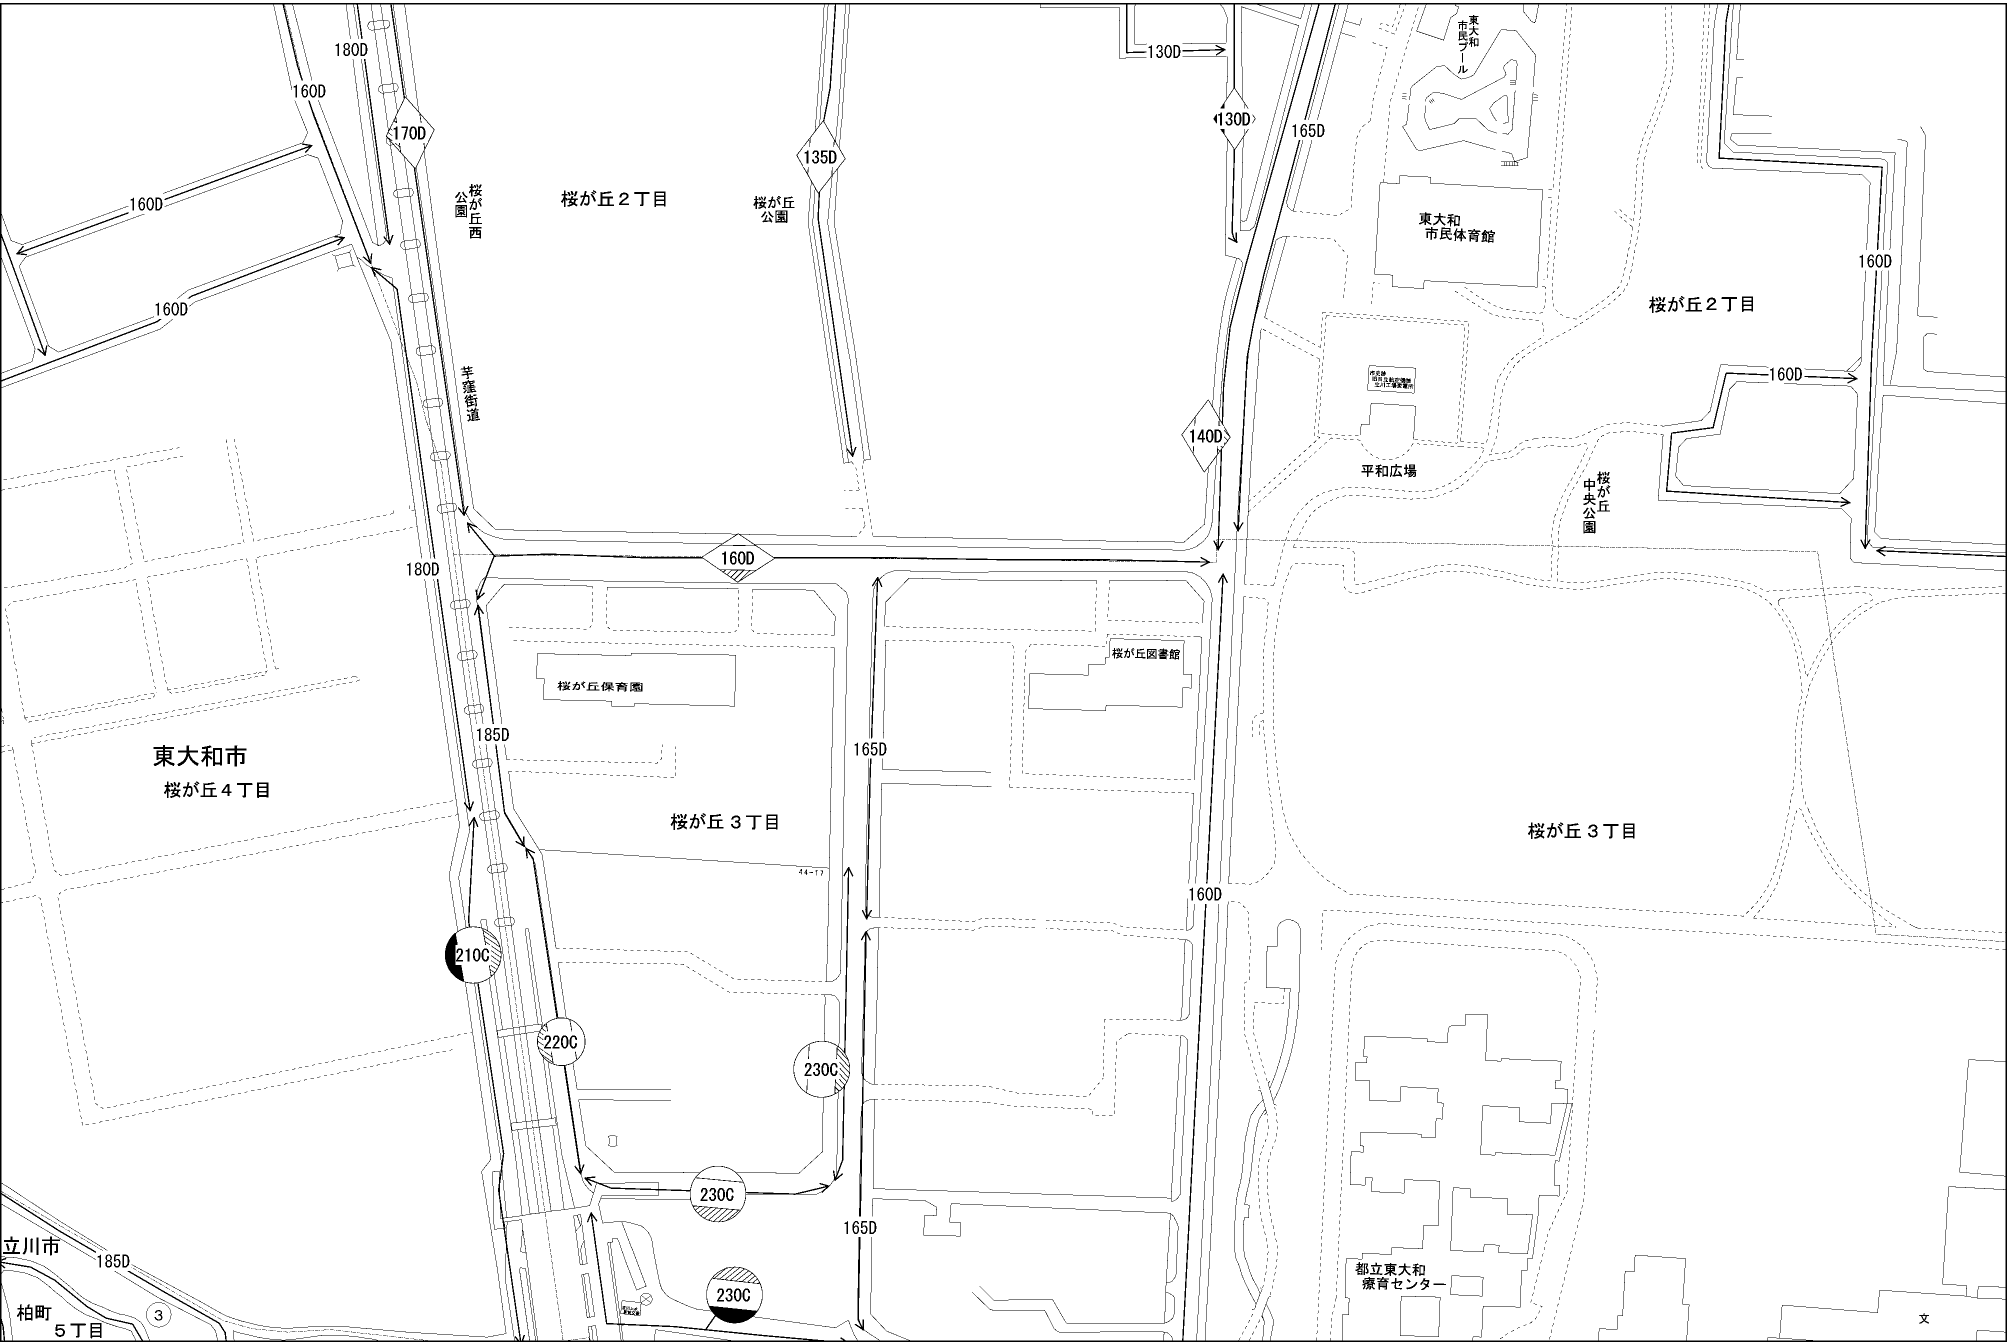 180D
160D
170D
135D
130D
130D
165D
東大和
市民プール
160D
160D
桜が丘西
公園
桜が丘２丁目
桜が丘
公園
東大和
市民体育館
160D
桜が丘２丁目
芋窪街道
140D
160D
平和広場
桜が丘
中央公園
180D
160D
桜が丘図書館
桜が丘保育園
185D
165D
東大和市
桜が丘４丁目
桜が丘３丁目
桜が丘３丁目
44-17
160D
210C
220C
230C
230C
165D
立川市
185D
柏町
５丁目
3
230C
都立東大和
療育センター
文